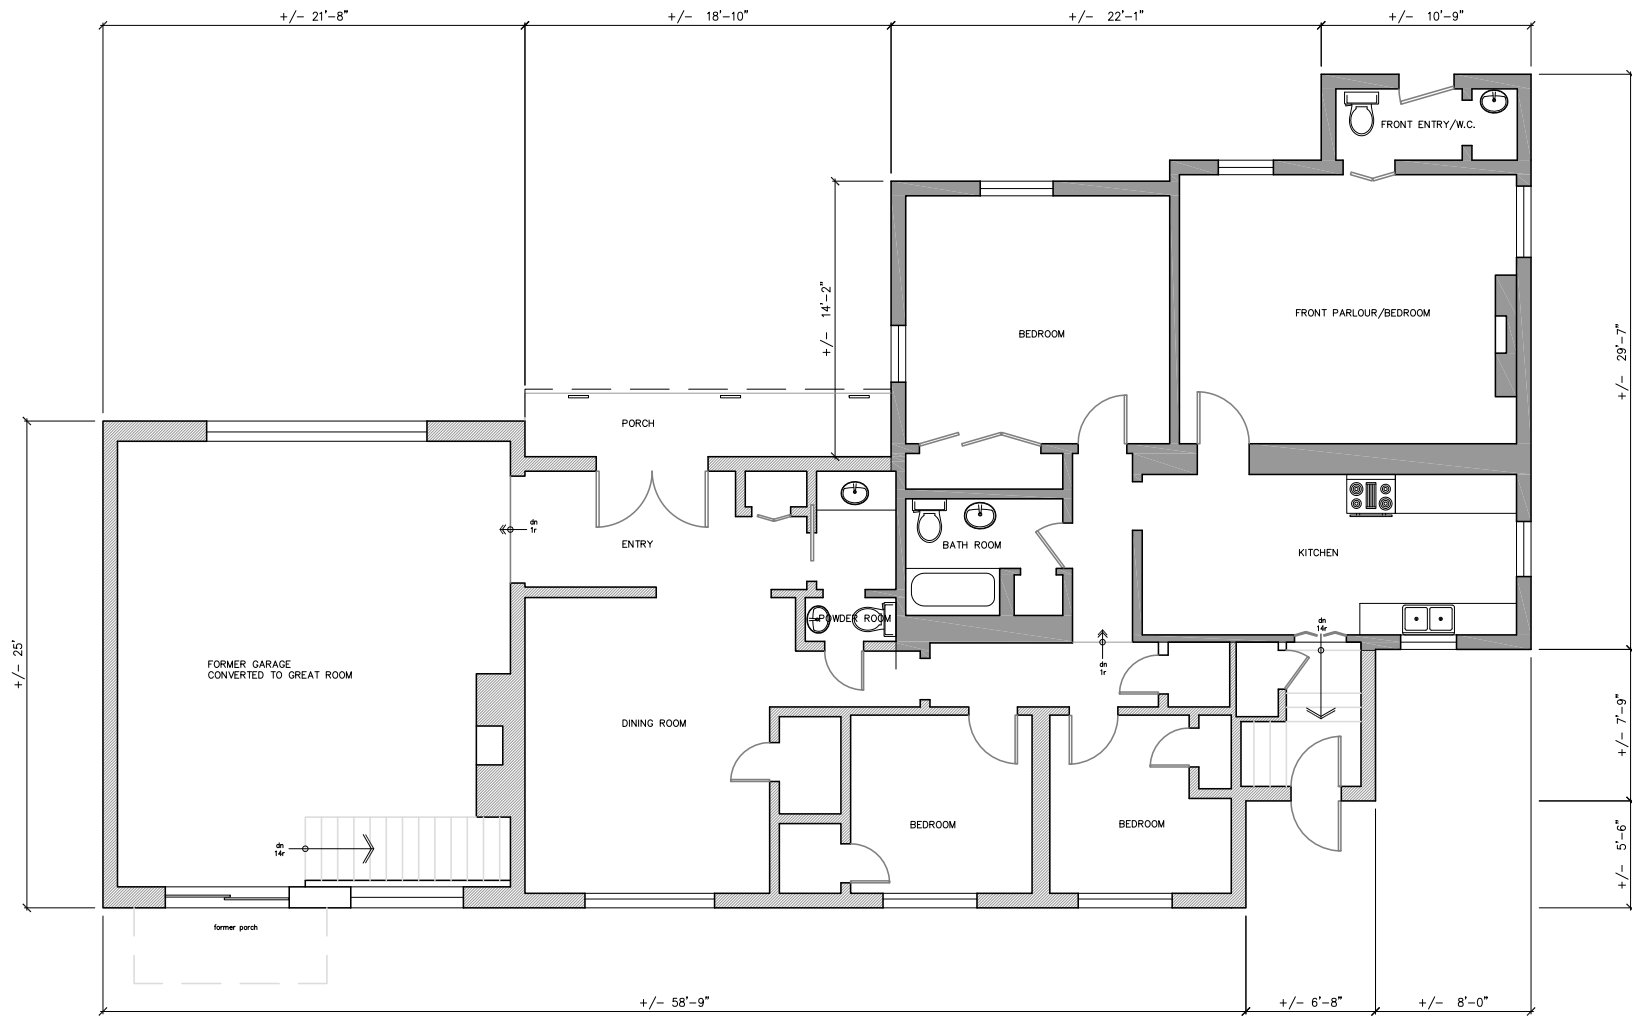 +/- 21'-8"
+/- 18'-10"
+/- 22'-1"
+/- 10'-9"
FRONT ENTRY/W.C.
+/- 14'-2"
BEDROOM
FRONT PARLOUR/BEDROOM
+/- 29'-7"
PORCH
dn
1r
ENTRY
BATH ROOM
KITCHEN
POWDER ROOM
dn
14r
+/- 25'
FORMER GARAGE
CONVERTED TO GREAT ROOM
dn
1r
DINING ROOM
+/- 7'-9"
BEDROOM
BEDROOM
dn
14r
+/- 5'-6"
former porch
+/- 58'-9"
+/- 6'-8"
+/- 8'-0"